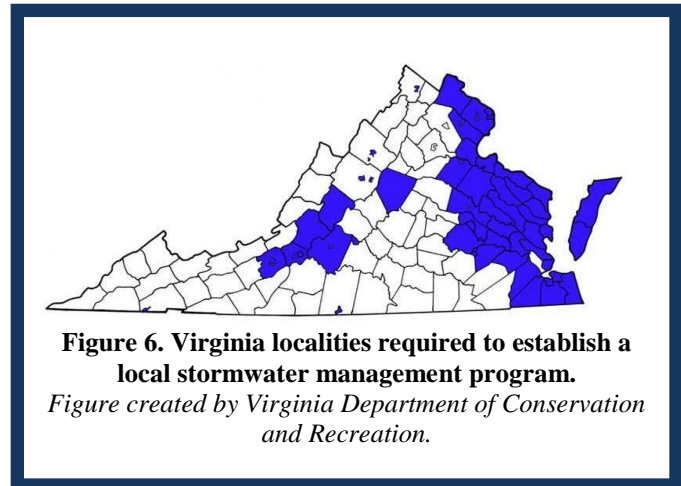 Figure 6. Virginia localities required to establish a
local stormwater management program.
Figure created by Virginia Department of Conservation
and Recreation.